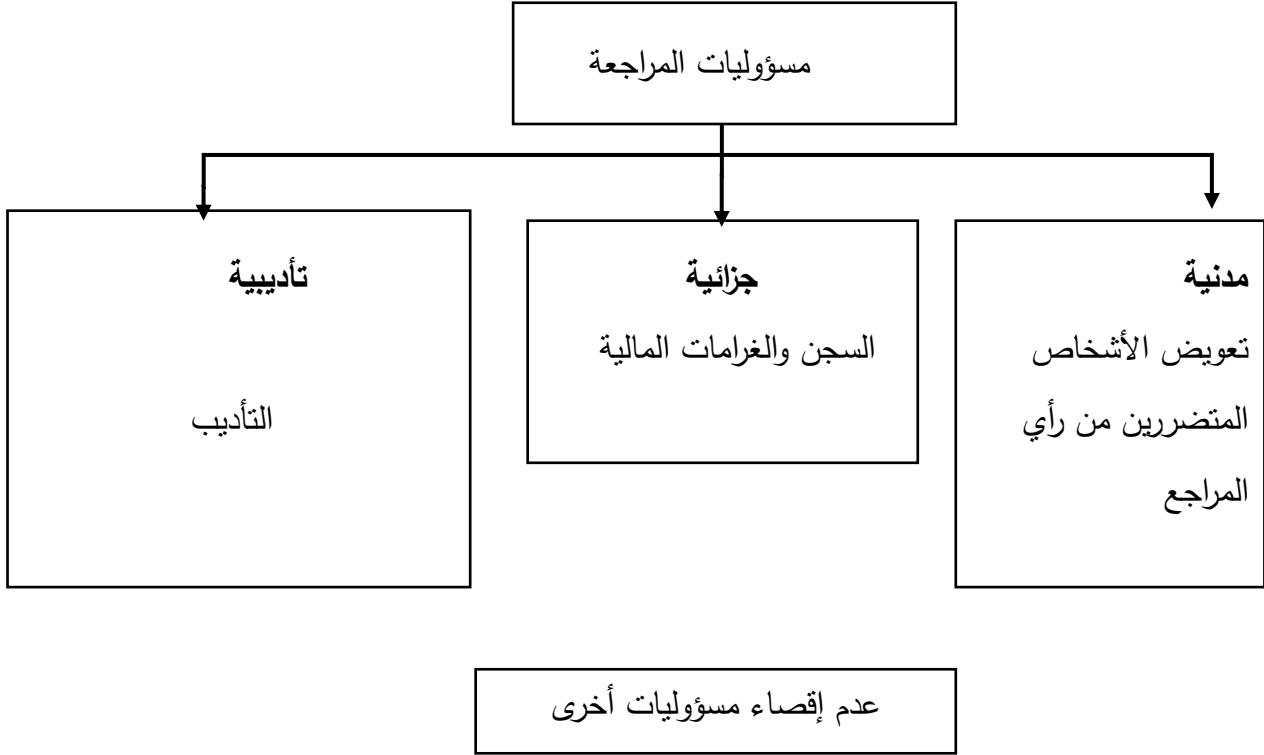 مسؤوليات المراجعة
مدنية
تعويض الأشخاص
المتضررين من رأي
المراجع
جزائية
السجن والغرامات المالية
تأديبية
التأديب
عدم إقصاء مسؤوليات أخرى